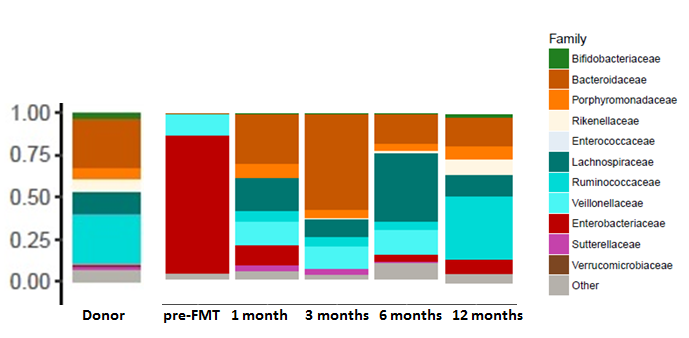 Family
Bifidobacteriaceae
Bacteroidaceae
Porphyromonadaceae
Rikenellaceae
Enterococcaceae
Lachnospiraceae
Ruminococcaceae
Veillonellaceae
Enterobacteriaceae
Sutterellaceae
Verrucomicrobiaceae
Other
1.00
0.75
0.50
0.25
0.00
Donor pre-FMT 1 month 3 months 6 months 12 months